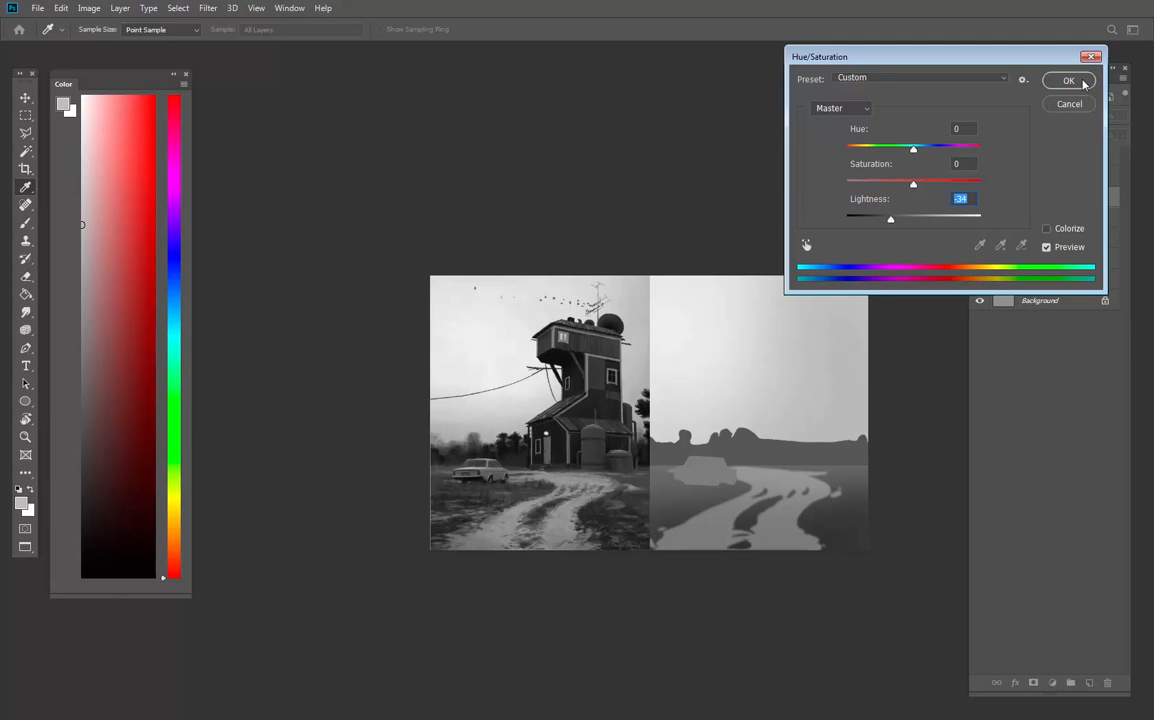 Ps File Edit Image Layer Type Select Filter 3D View Window Help
Sample Size: Point Sample Sample: All Layers Show Sampling Ring
Hue/Saturation
Preset: Custom
OK
Color
Cancel
Master
Hue: 0
Saturation: 0
Lightness: -34
Colorize
Preview
Background
fx